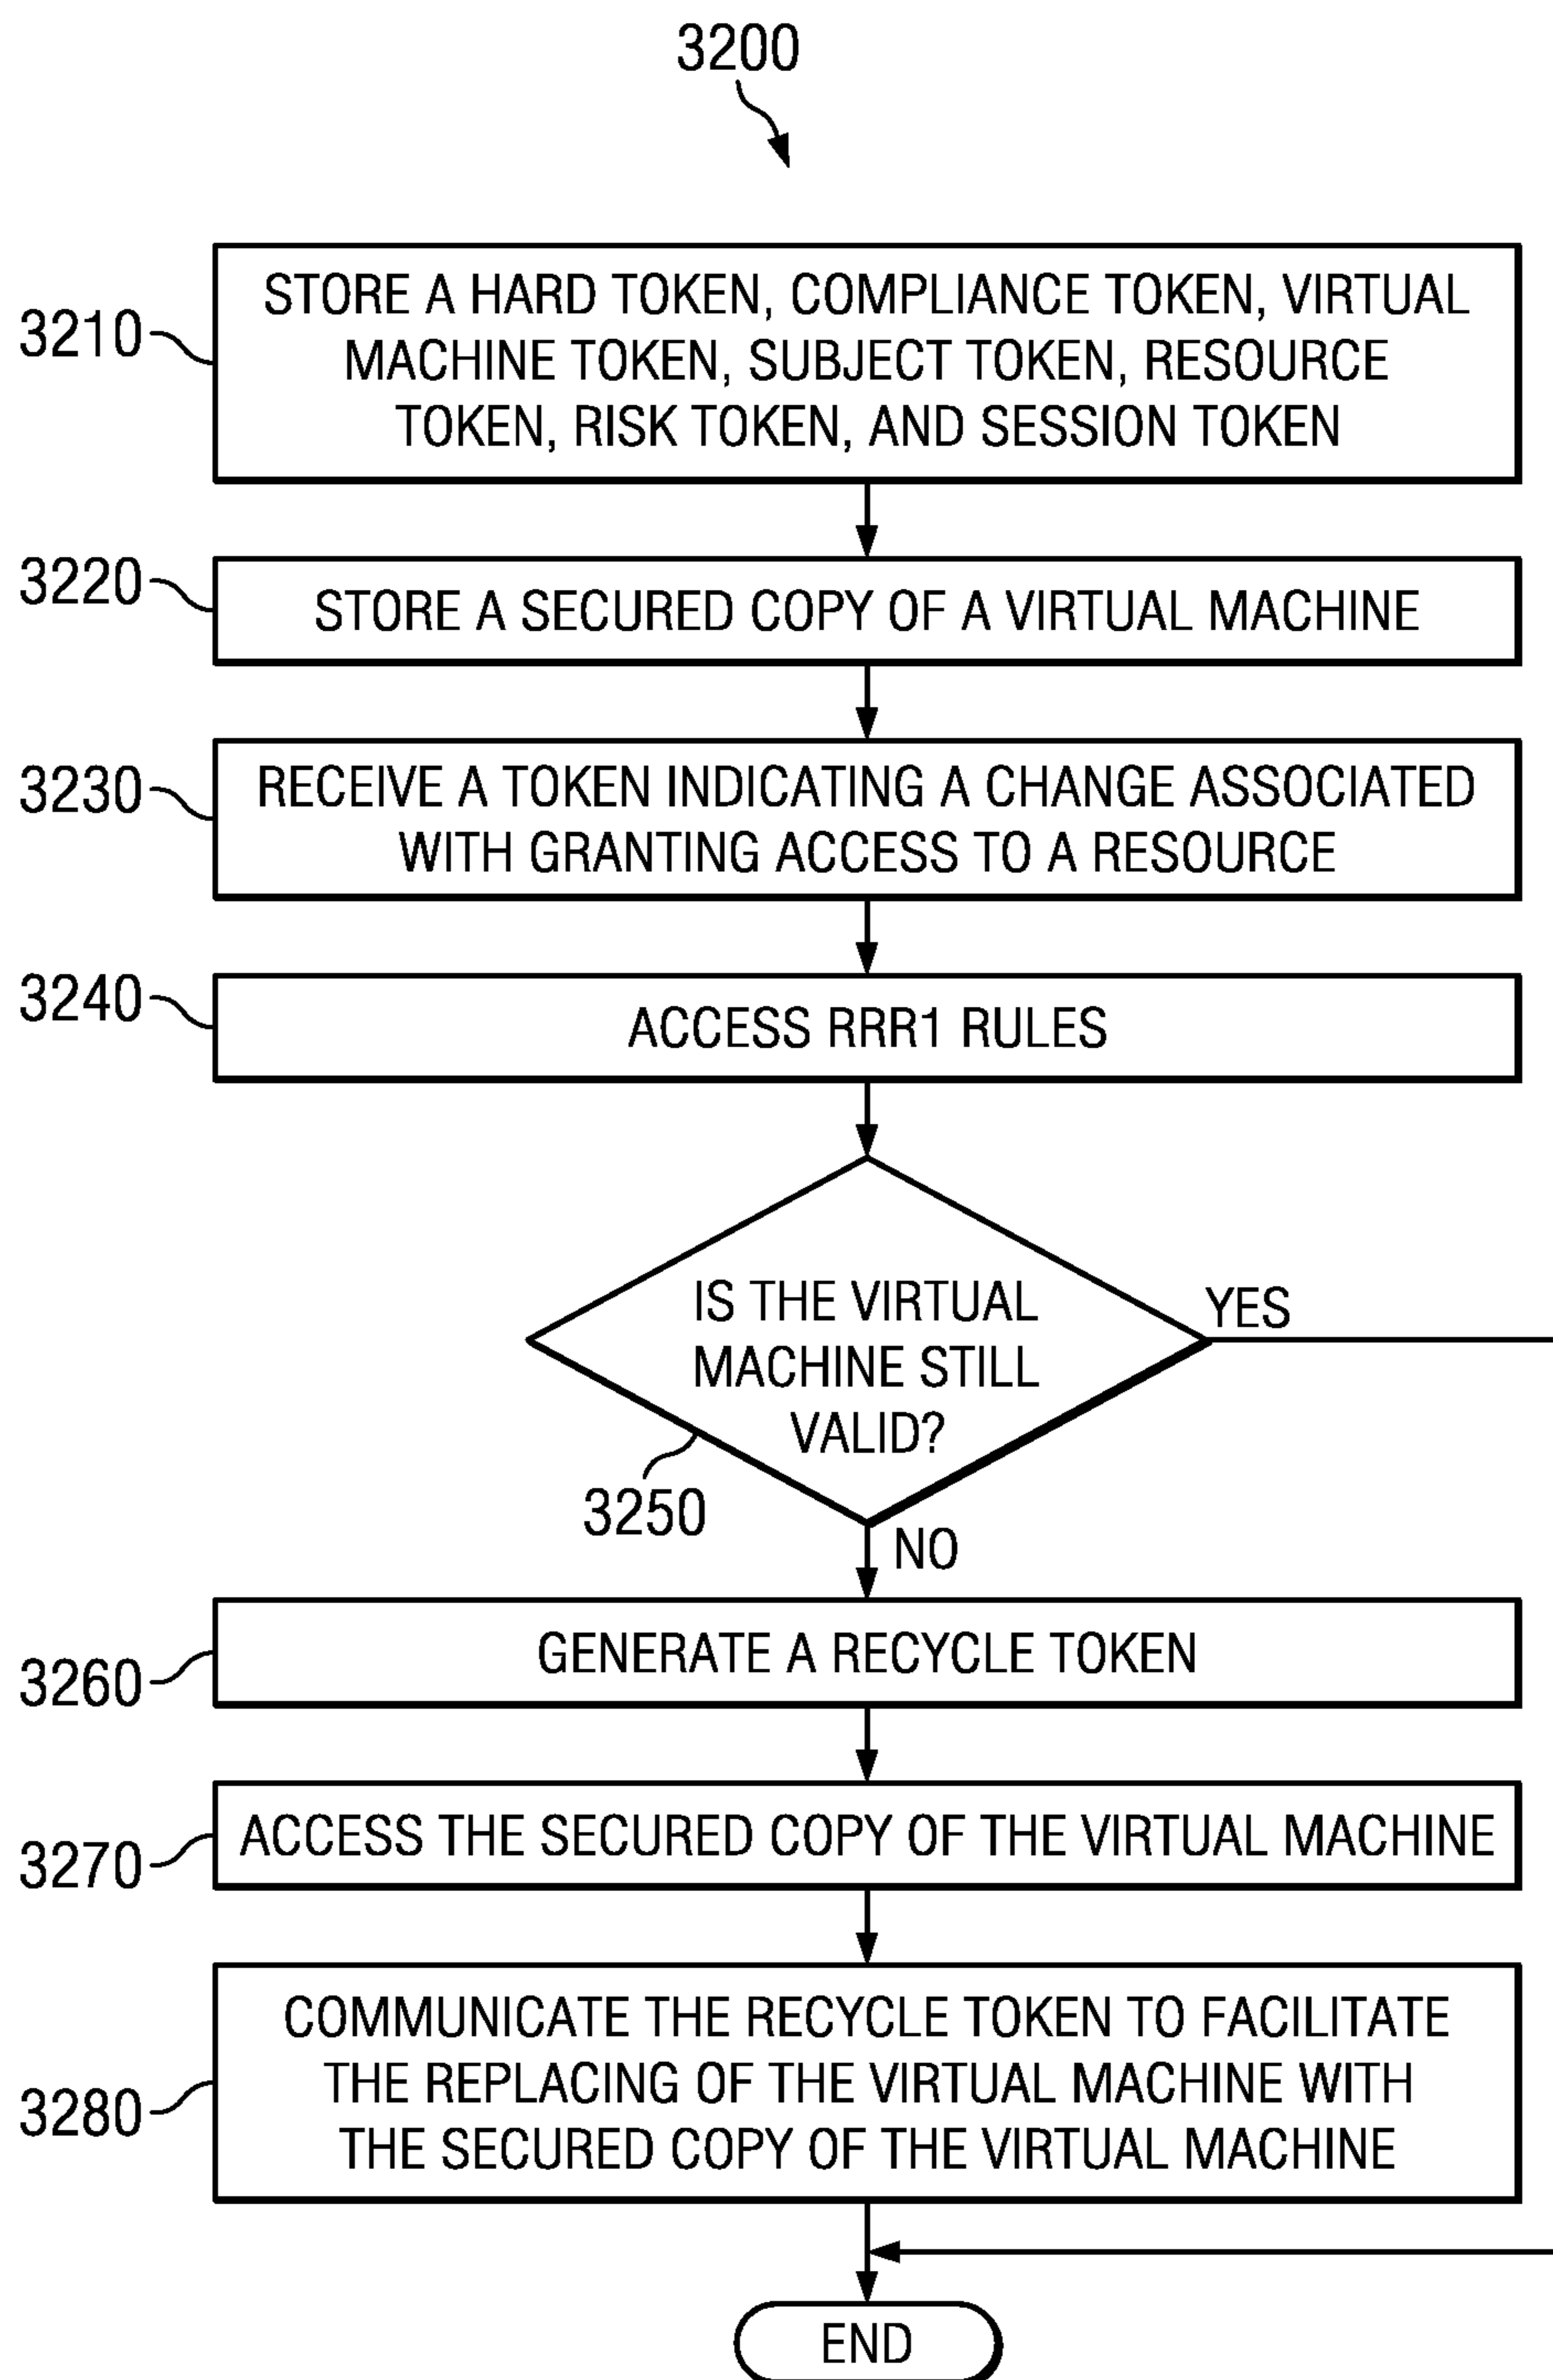 3200
3210
STORE A HARD TOKEN, COMPLIANCE TOKEN, VIRTUAL
MACHINE TOKEN, SUBJECT TOKEN, RESOURCE
TOKEN, RISK TOKEN, AND SESSION TOKEN
3220
STORE A SECURED COPY OF A VIRTUAL MACHINE
3230
RECEIVE A TOKEN INDICATING A CHANGE ASSOCIATED
WITH GRANTING ACCESS TO A RESOURCE
3240
ACCESS RRR1 RULES
IS THE VIRTUAL
MACHINE STILL
VALID?
YES
3250
NO
3260
GENERATE A RECYCLE TOKEN
3270
ACCESS THE SECURED COPY OF THE VIRTUAL MACHINE
3280
COMMUNICATE THE RECYCLE TOKEN TO FACILITATE
THE REPLACING OF THE VIRTUAL MACHINE WITH
THE SECURED COPY OF THE VIRTUAL MACHINE
END